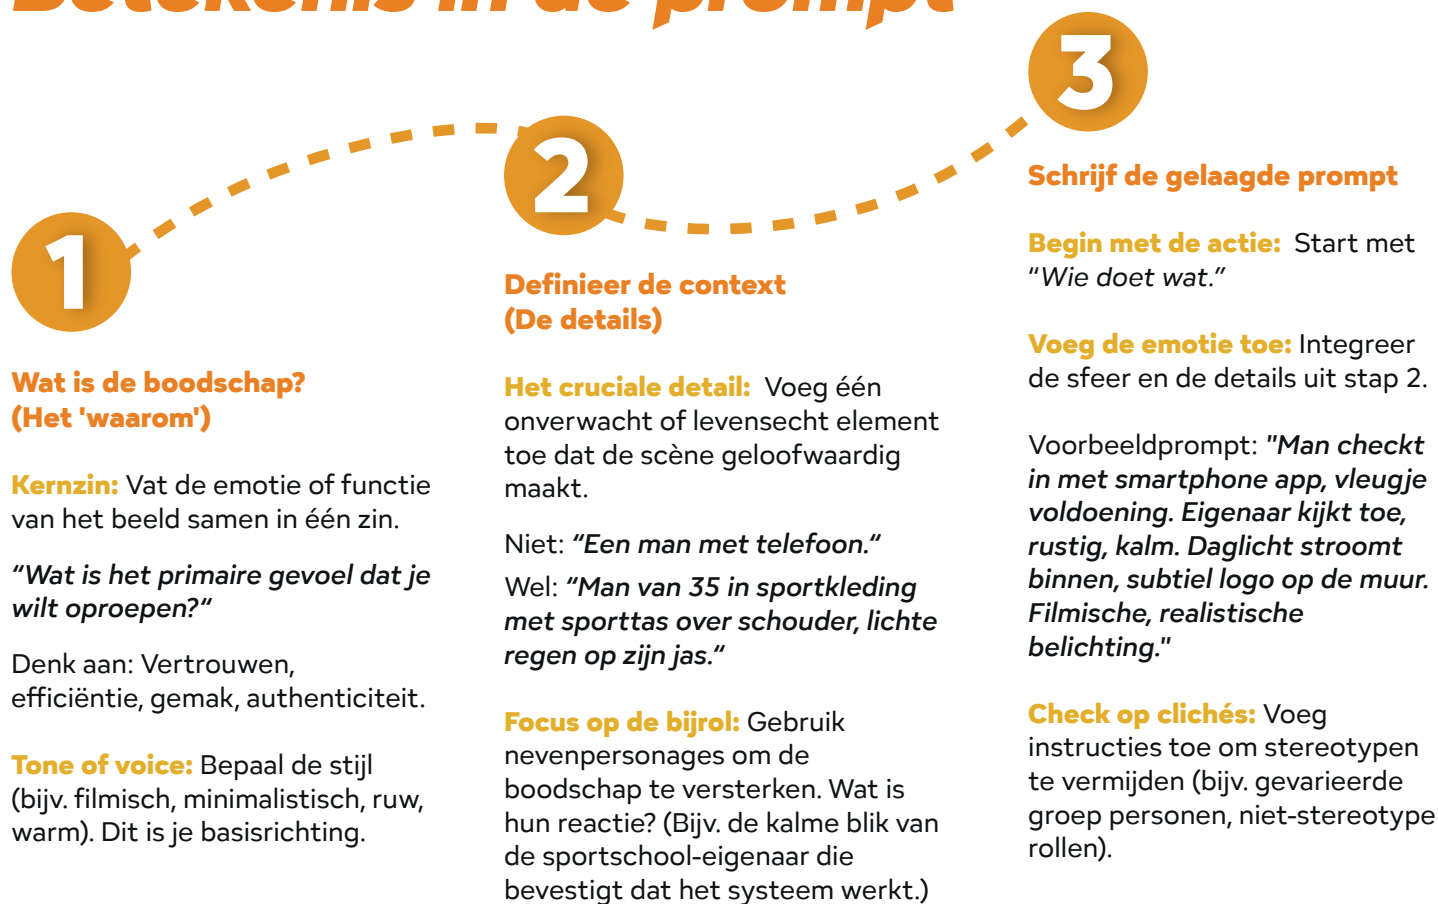 Betekenis in de prompt
1
Wat is de boodschap?
(Het 'waarom')
Kernzin: Vat de emotie of functie
van het beeld samen in één zin.
“Wat is het primaire gevoel dat je
wilt oproepen?“
Denk aan: Vertrouwen,
efficiëntie, gemak, authenticiteit.
Tone of voice: Bepaal de stijl
(bijv. filmisch, minimalistisch, ruw,
warm). Dit is je basisrichting.
2
Definieer de context
(De details)
Het cruciale detail: Voeg één
onverwacht of levensecht element
toe dat de scène geloofwaardig
maakt.
Niet: “Een man met telefoon.“
Wel: “Man van 35 in sportkleding
met sporttas over schouder, lichte
regen op zijn jas.“
Focus op de bijrol: Gebruik
nevenpersonages om de
boodschap te versterken. Wat is
hun reactie? (Bijv. de kalme blik van
de sportschool-eigenaar die
bevestigt dat het systeem werkt.)
3
Schrijf de gelaagde prompt
Begin met de actie: Start met
“Wie doet wat.”
Voeg de emotie toe: Integreer
de sfeer en de details uit stap 2.
Voorbeeldprompt: "Man checkt
in met smartphone app, vleugje
voldoening. Eigenaar kijkt toe,
rustig, kalm. Daglicht stroomt
binnen, subtiel logo op de muur.
Filmische, realistische
belichting."
Check op clichés: Voeg
instructies toe om stereotypen
te vermijden (bijv. gevarieerde
groep personen, niet-stereotype
rollen).